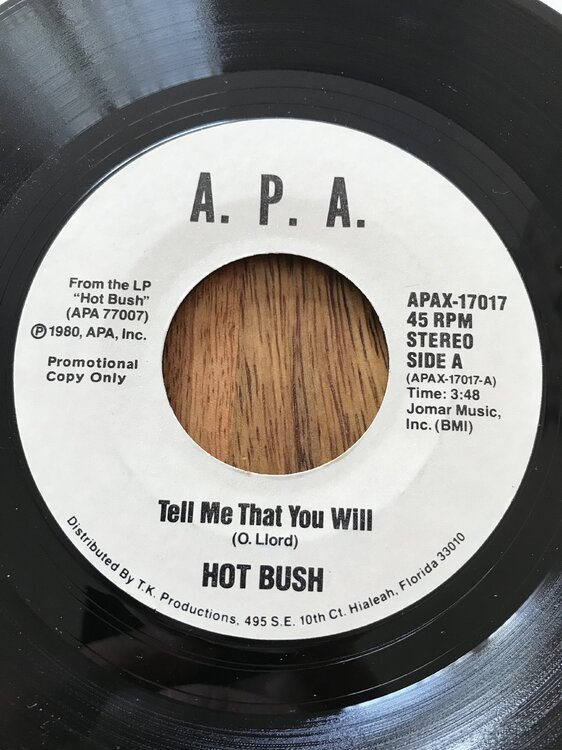 A. P. A.
From the LP
"Hot Bush"
(APA 77007)
℗ 1980, APA, Inc.
Promotional
Copy Only
APAX-17017
45 RPM
STEREO
SIDE A
(APAX-17017-A)
Time: 3:48
Jomar Music,
Inc. (BMI)
Tell Me That You Will
(O. Llord)
HOT BUSH
Distributed By T.K. Productions, 495 S.E. 10th Ct. Hialeah, Florida 33010